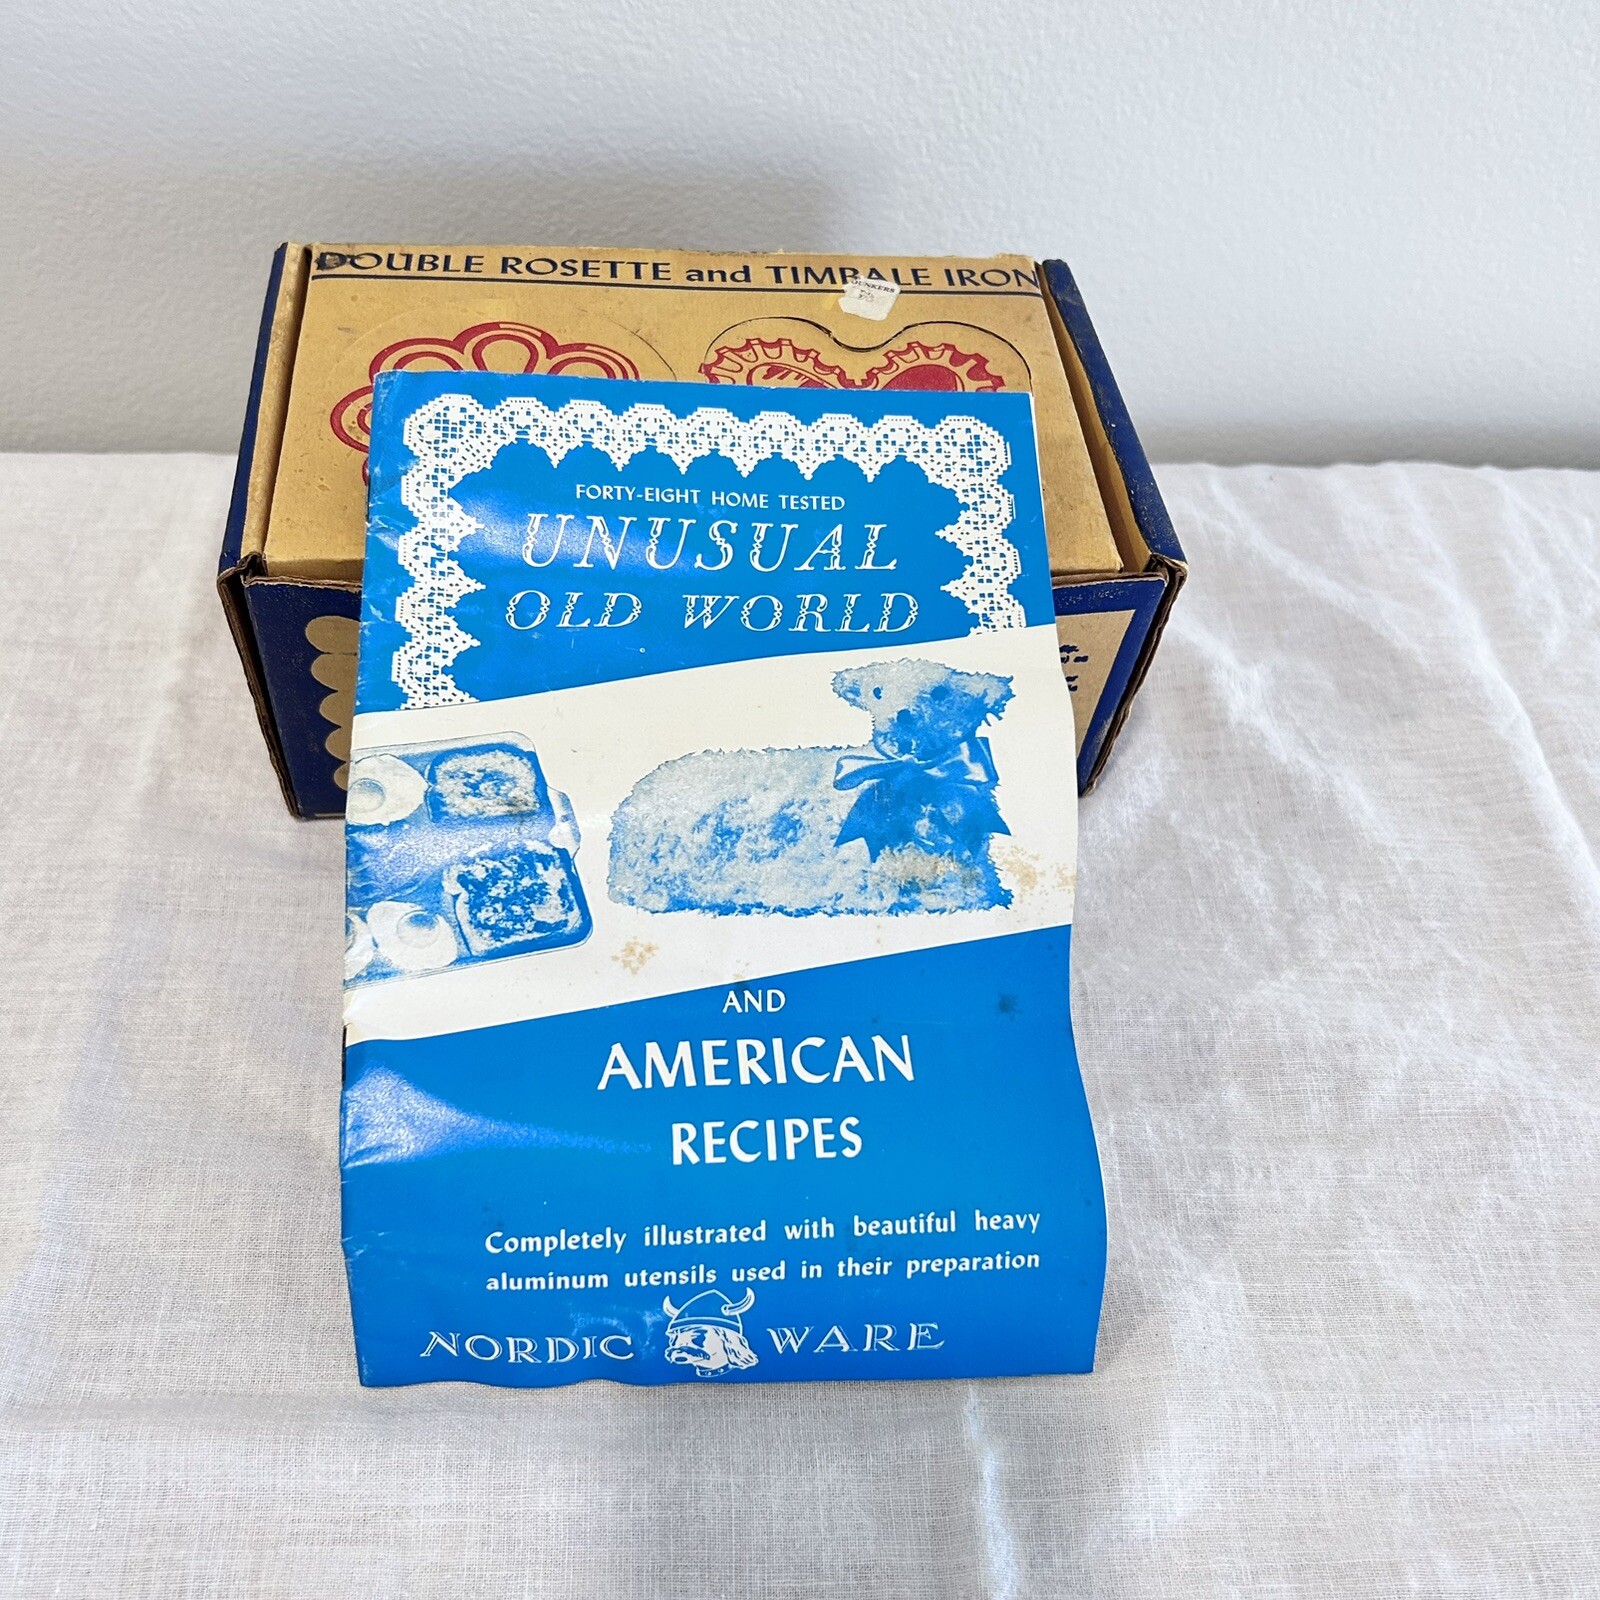 DOUBLE ROSETTE and TIMBALE IRON
FORTY-EIGHT HOME TESTED
UNUSUAL
OLD WORLD
AND
AMERICAN
RECIPES
Completely illustrated with beautiful heavy
aluminum utensils used in their preparation
NORDIC WARE